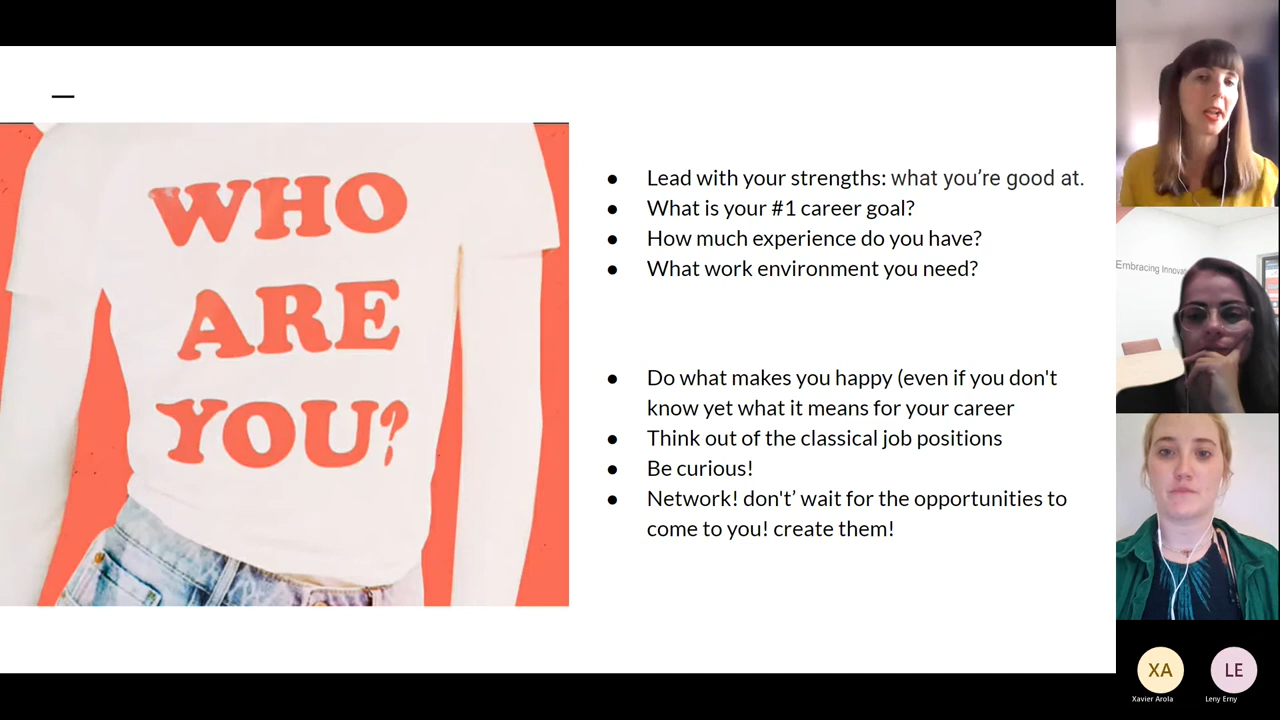 WHO
ARE
YOU?
● Lead with your strengths: what you’re good at.
● What is your #1 career goal?
● How much experience do you have?
● What work environment you need?
● Do what makes you happy (even if you don't
know yet what it means for your career
● Think out of the classical job positions
● Be curious!
● Network! don't’ wait for the opportunities to
come to you! create them!
Embracing
XA
LE
Xavier Arola
Leny Erny